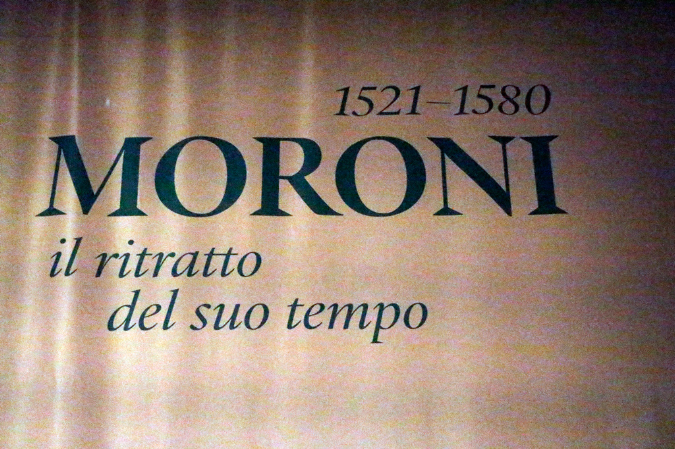 1521–1580
MORONI
il ritratto
del suo tempo